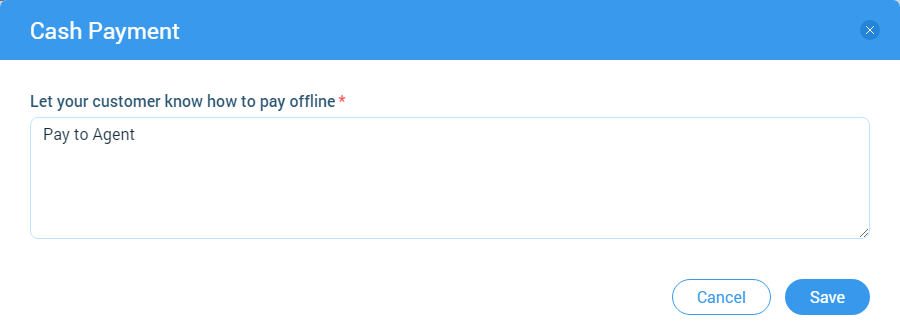 Cash Payment
Let your customer know how to pay offline *
Pay to Agent
Cancel Save